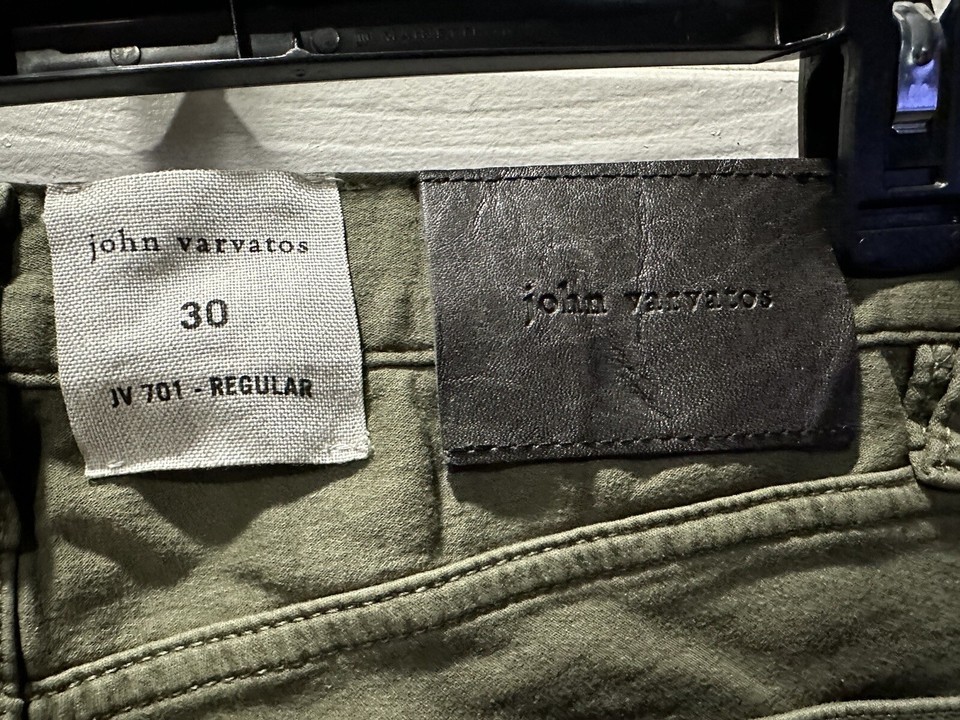 john varvatos
30
JV 701 - REGULAR
john varvatos